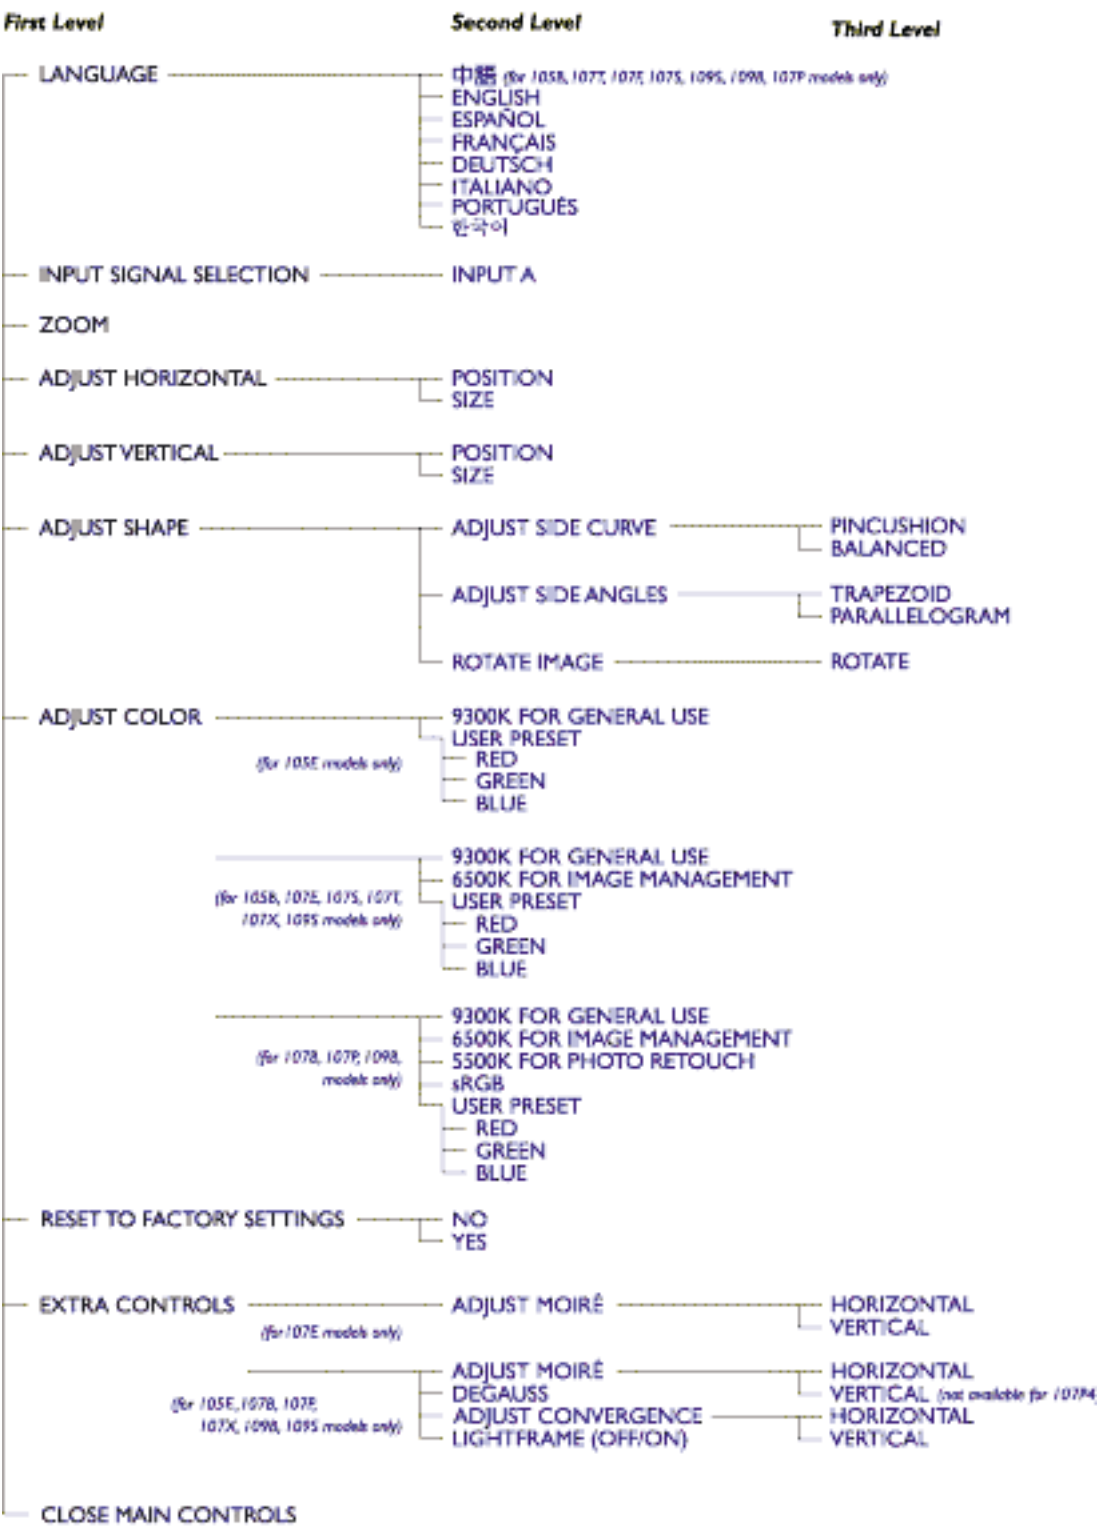 First Level Second Level Third Level
LANGUAGE 中語 (for 105B, 107T, 107F, 107S, 109S, 109B, 107P models only)
ENGLISH
ESPAÑOL
FRANÇAIS
DEUTSCH
ITALIANO
PORTUGUÊS
한국어
INPUT SIGNAL SELECTION INPUT A
ZOOM
ADJUST HORIZONTAL POSITION
SIZE
ADJUST VERTICAL POSITION
SIZE
ADJUST SHAPE ADJUST SIDE CURVE PINCUSHION
BALANCED
ADJUST SIDE ANGLES TRAPEZOID
PARALLELOGRAM
ROTATE IMAGE ROTATE
ADJUST COLOR 9300K FOR GENERAL USE
USER PRESET
(for 105E models only) RED
GREEN
BLUE
9300K FOR GENERAL USE
6500K FOR IMAGE MANAGEMENT
(for 105B, 107E, 107S, 107T, USER PRESET
107X, 109S models only) RED
GREEN
BLUE
9300K FOR GENERAL USE
6500K FOR IMAGE MANAGEMENT
(for 107B, 107P, 109B, 5500K FOR PHOTO RETOUCH
models only) sRGB
USER PRESET
RED
GREEN
BLUE
RESET TO FACTORY SETTINGS NO
YES
EXTRA CONTROLS ADJUST MOIRÉ HORIZONTAL
(for 107E models only) VERTICAL
ADJUST MOIRÉ HORIZONTAL
(for 105E, 107B, 107P, DEGAUSS VERTICAL (not available for 107P4)
107X, 109B, 109S models only) ADJUST CONVERGENCE HORIZONTAL
LIGHTFRAME (OFF/ON) VERTICAL
CLOSE MAIN CONTROLS